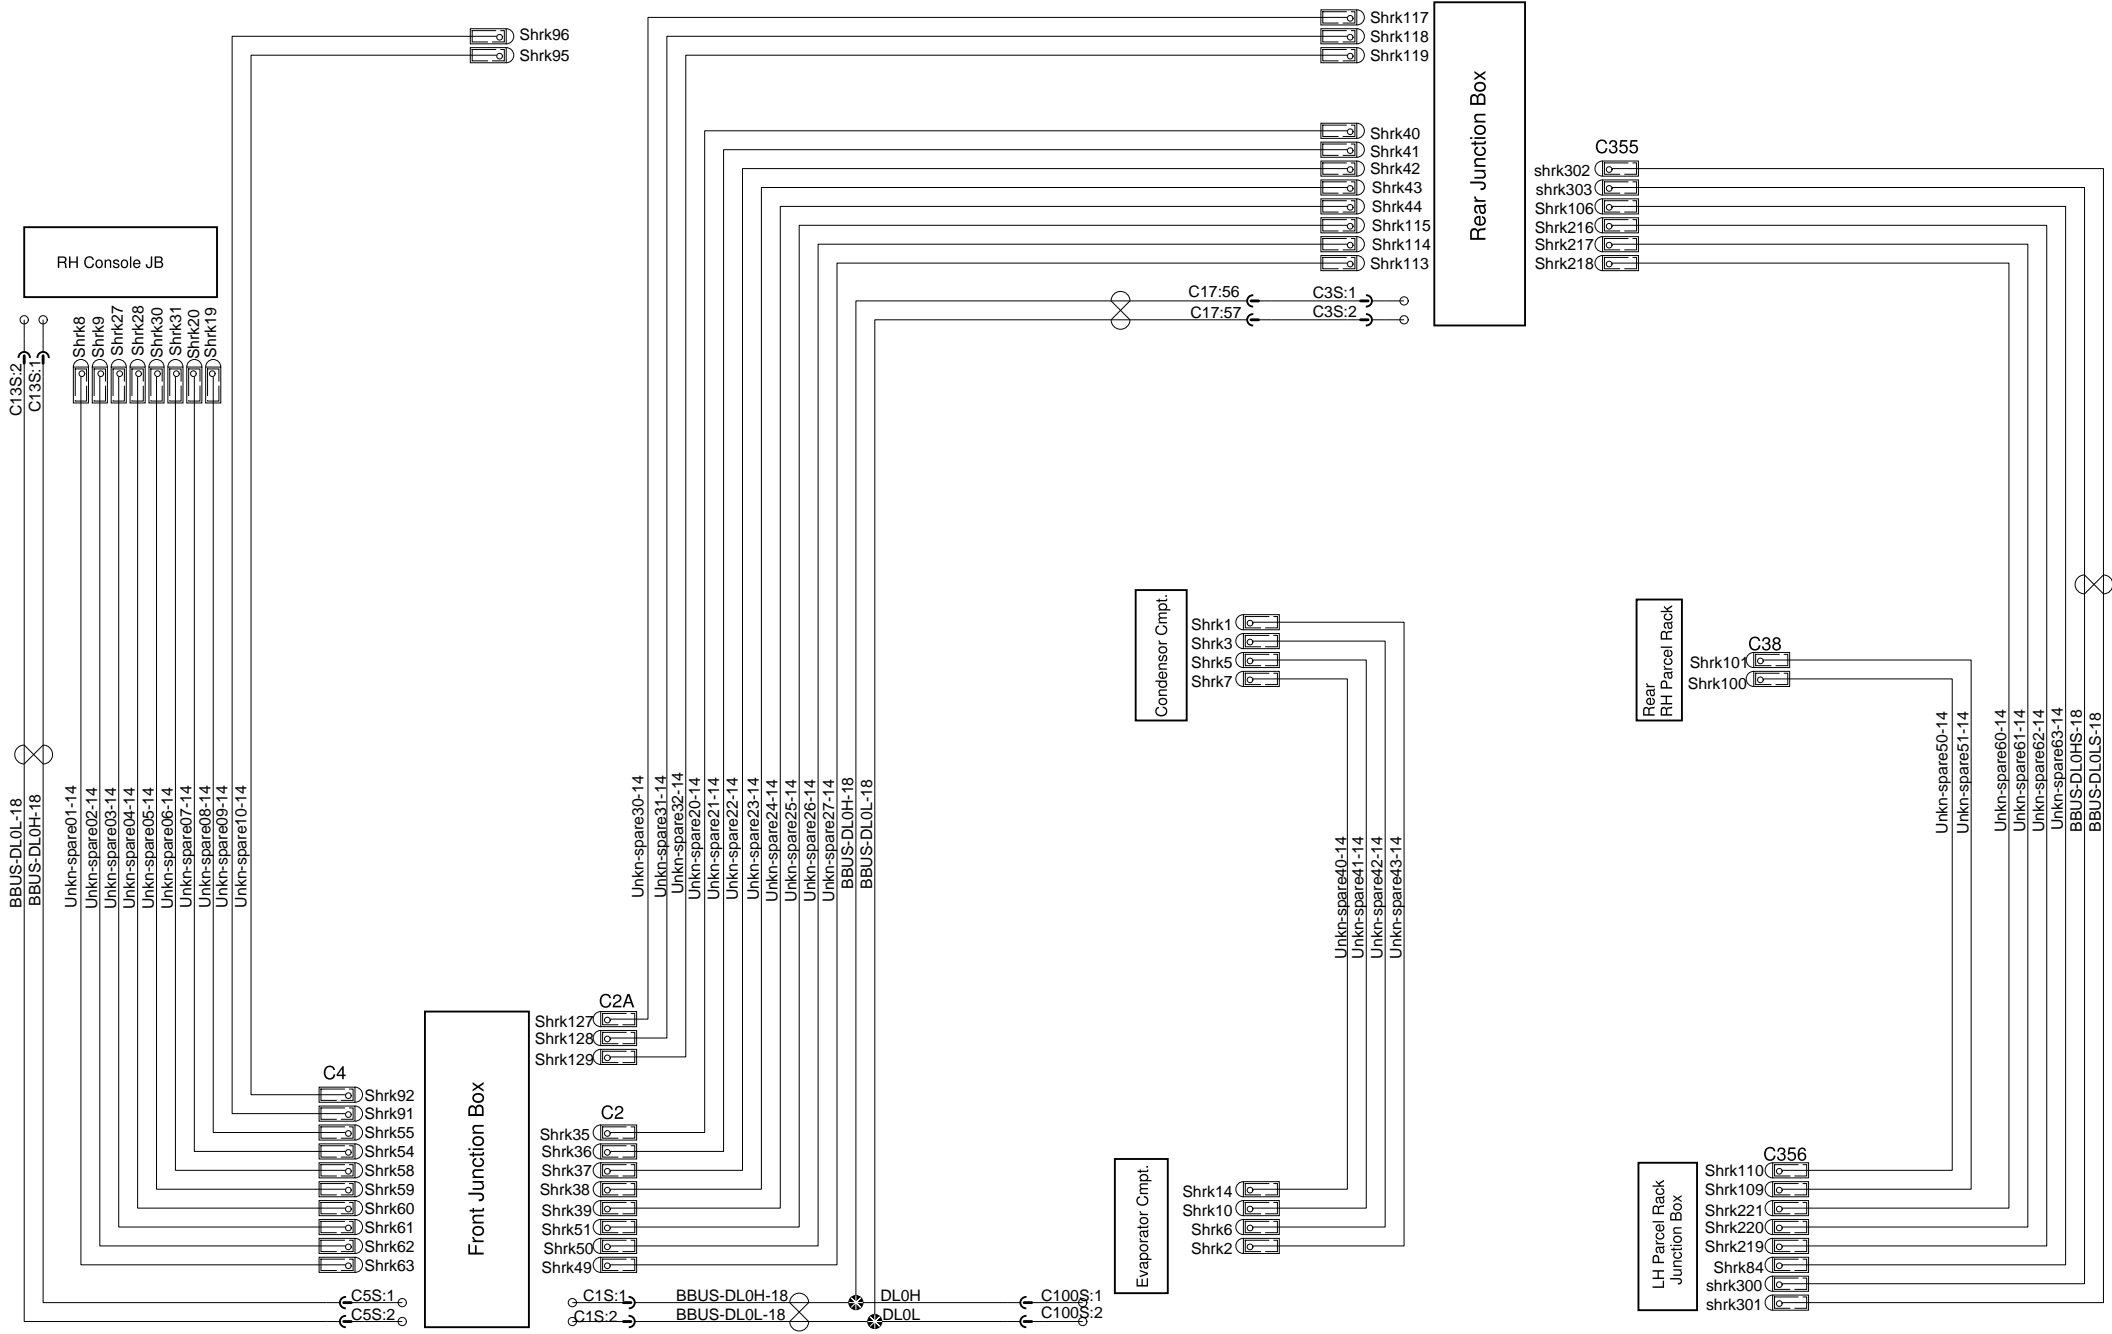 Shrk96
Shrk95
Shrk117
Shrk118
Shrk119
Shrk40
Shrk41
Shrk42
Shrk43
Shrk44
Shrk115
Shrk114
Shrk113
Rear Junction Box
C355
shrk302
shrk303
Shrk106
Shrk216
Shrk217
Shrk218
C17:56
C3S:1
C17:57
C3S:2
RH Console JB
C13S:2
C13S:1
Shrk8
Shrk9
Shrk27
Shrk28
Shrk30
Shrk31
Shrk20
Shrk19
BBUS-DL0L-18
BBUS-DL0H-18
Unkn-spare01-14
Unkn-spare02-14
Unkn-spare03-14
Unkn-spare04-14
Unkn-spare05-14
Unkn-spare06-14
Unkn-spare07-14
Unkn-spare08-14
Unkn-spare09-14
Unkn-spare10-14
Unkn-spare30-14
Unkn-spare31-14
Unkn-spare32-14
Unkn-spare20-14
Unkn-spare21-14
Unkn-spare22-14
Unkn-spare23-14
Unkn-spare24-14
Unkn-spare25-14
Unkn-spare26-14
Unkn-spare27-14
BBUS-DL0H-18
BBUS-DL0L-18
Condensor Cmpt.
Shrk1
Shrk3
Shrk5
Shrk7
Unkn-spare40-14
Unkn-spare41-14
Unkn-spare42-14
Unkn-spare43-14
Rear
RH Parcel Rack
C38
Shrk101
Shrk100
Unkn-spare50-14
Unkn-spare51-14
Unkn-spare60-14
Unkn-spare61-14
Unkn-spare62-14
Unkn-spare63-14
BBUS-DL0HS-18
BBUS-DL0LS-18
C4
Shrk92
Shrk91
Shrk55
Shrk54
Shrk58
Shrk59
Shrk60
Shrk61
Shrk62
Shrk63
C5S:1
C5S:2
Front Junction Box
C2A
Shrk127
Shrk128
Shrk129
C2
Shrk35
Shrk36
Shrk37
Shrk38
Shrk39
Shrk51
Shrk50
Shrk49
C1S:1
BBUS-DL0H-18
DL0H
C100S:1
C1S:2
BBUS-DL0L-18
DL0L
C100S:2
Evaporator Cmpt.
Shrk14
Shrk10
Shrk6
Shrk2
LH Parcel Rack
Junction Box
C356
Shrk110
Shrk109
Shrk221
Shrk220
Shrk219
Shrk84
shrk300
shrk301